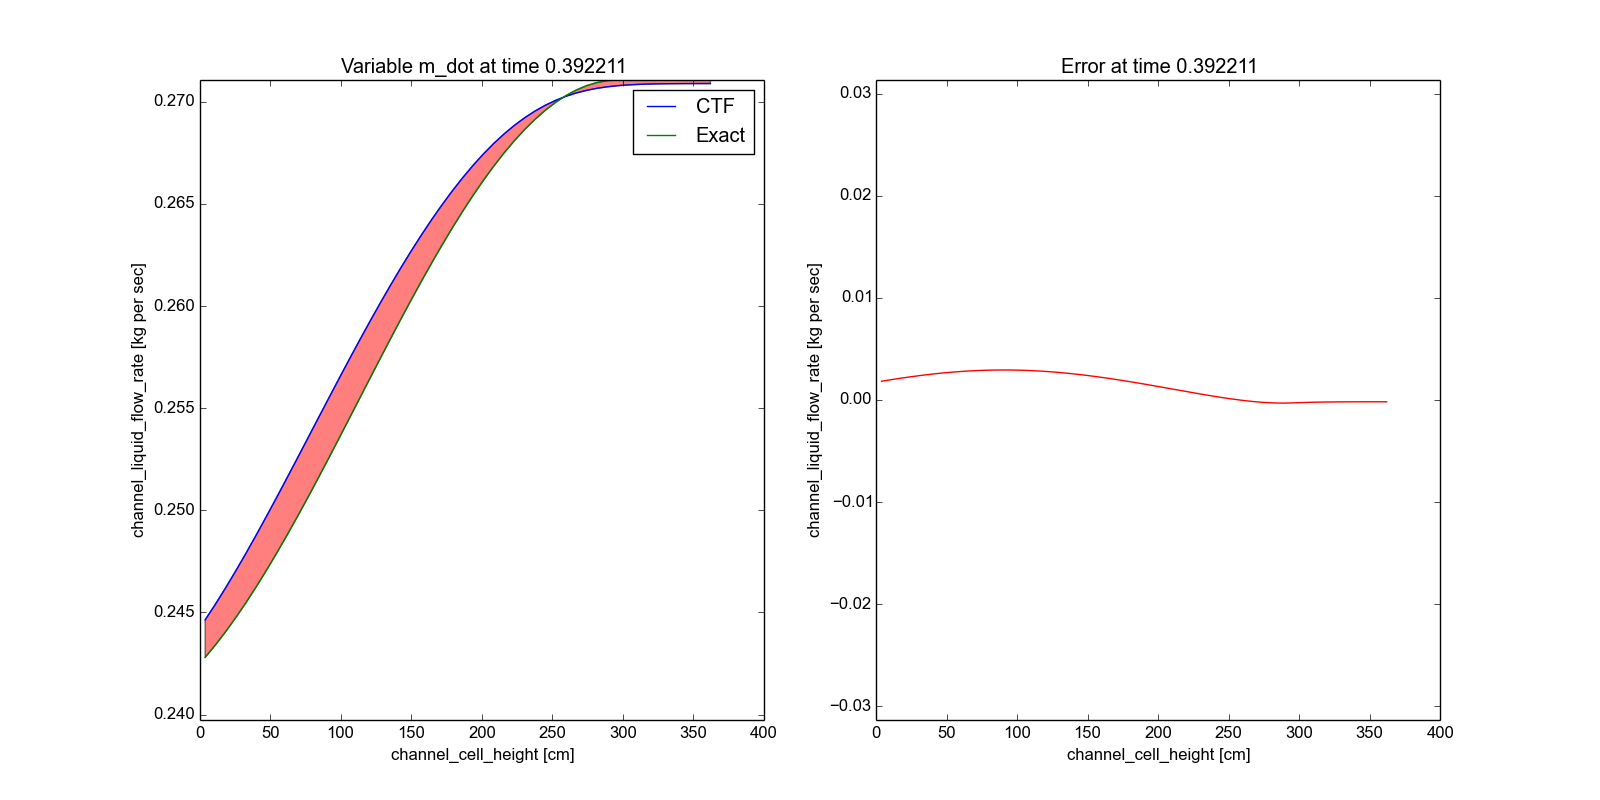 Variable m_dot at time 0.392211
0.270
0.265
0.260
0.255
0.250
0.245
0.240
channel_liquid_flow_rate [kg per sec]
CTF
Exact
0 50 100 150 200 250 300 350 400
channel_cell_height [cm]
Error at time 0.392211
0.03
0.02
0.01
0.00
−0.01
−0.02
−0.03
channel_liquid_flow_rate [kg per sec]
0 50 100 150 200 250 300 350 400
channel_cell_height [cm]